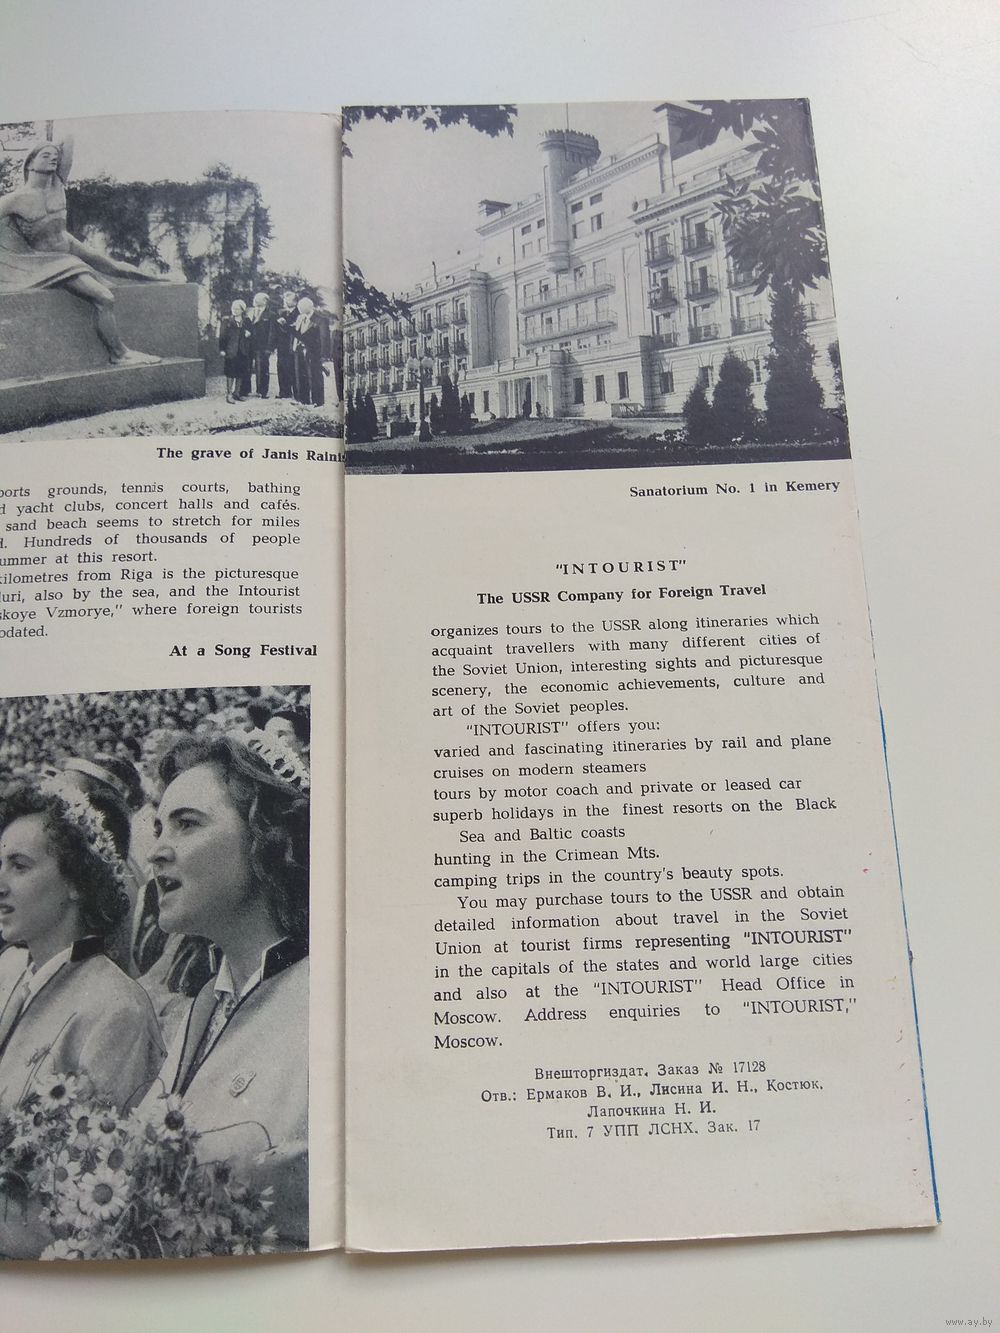 The grave of Janis
grounds, tennis courts, bathing
yacht clubs, concert halls and cafés.
sand beach seems to stretch for miles
Hundreds of thousands of people
at this resort.
from Riga is the picturesque
also by the sea, and the Intourist
Vzmorye," where foreign tourists
At a Song Festival
Sanatorium No. 1 in Kemery
"INTOURIST"
The USSR Company for Foreign Travel
organizes tours to the USSR along itineraries which
acquaint travellers with many different cities of
the Soviet Union, interesting sights and picturesque
scenery, the economic achievements, culture and
art of the Soviet peoples.
"INTOURIST" offers you:
varied and fascinating itineraries by rail and plane
cruises on modern steamers
tours by motor coach and private or leased car
superb holidays in the finest resorts on the Black
Sea and Baltic coasts
hunting in the Crimean Mts.
camping trips in the country's beauty spots.
You may purchase tours to the USSR and obtain
detailed information about travel in the Soviet
Union at tourist firms representing "INTOURIST"
in the capitals of the states and world large cities
and also at the "INTOURIST" Head Office in
Moscow. Address enquiries to "INTOURIST,"
Moscow.
Внешторгиздат. Заказ № 17128
Отв.: Ермаков В. И., Лисина И. Н., Костюк,
Лапочкина Н. И.
Тип. 7 УПП ЛСНХ. Зак. 17
www.ay.by